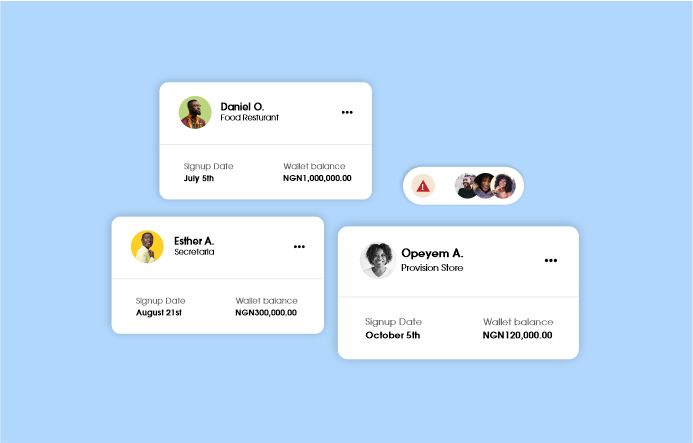 Daniel O.
Food Resturant
Signup Date
Wallet balance
July 5th
NGN1,000,000.00
Esther A.
Secretaria
Signup Date
Wallet balance
August 21st
NGN300,000.00
Opeyem A.
Provision Store
Signup Date
Wallet balance
October 5th
NGN120,000.00